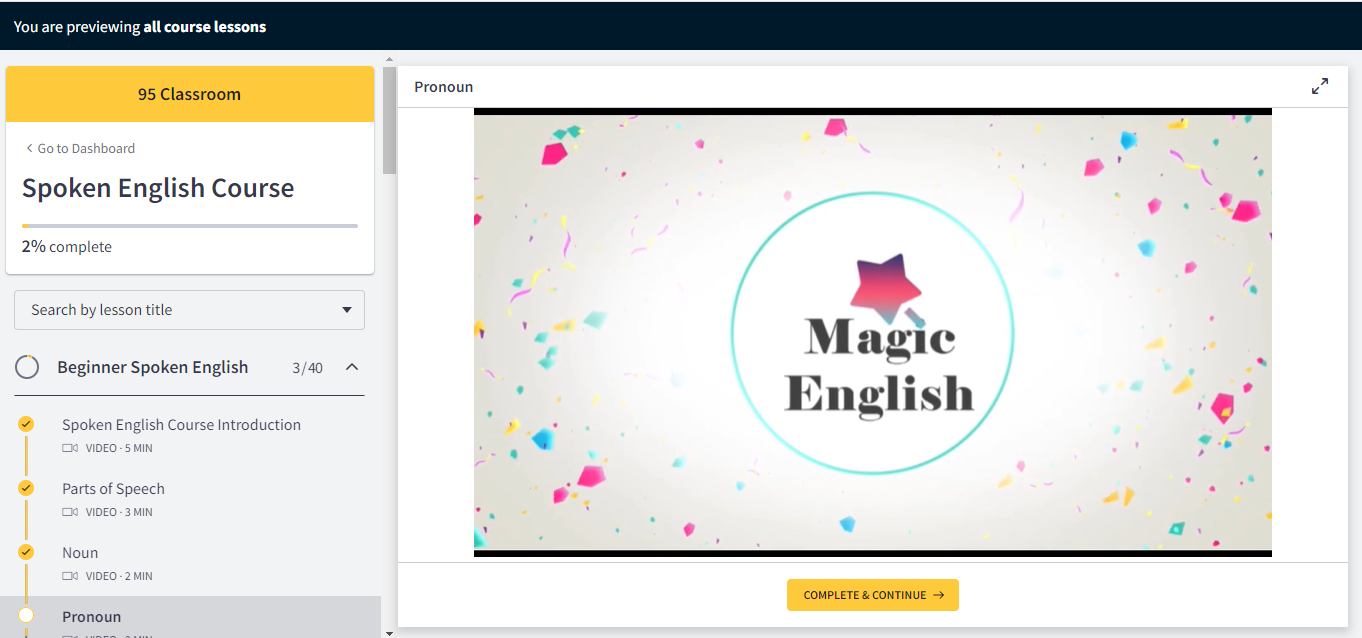 You are previewing all course lessons
95 Classroom
Go to Dashboard
Spoken English Course
2% complete
Search by lesson title
Beginner Spoken English 3/40
Spoken English Course Introduction
VIDEO · 5 MIN
Parts of Speech
VIDEO · 3 MIN
Noun
VIDEO · 2 MIN
Pronoun
Pronoun
Magic
English
COMPLETE & CONTINUE